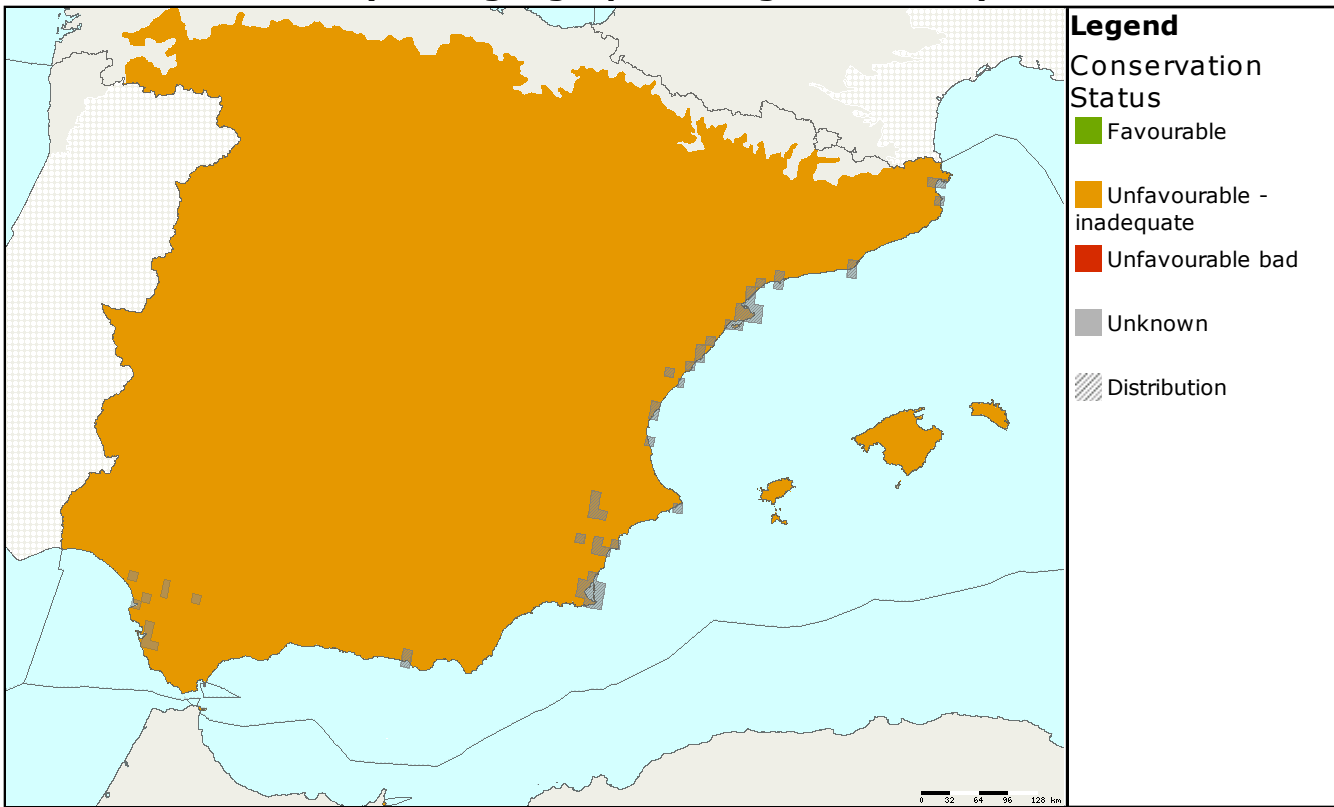 Legend
Conservation
Status
Favourable
Unfavourable -
inadequate
Unfavourable bad
Unknown
Distribution
0 32 64 96 128 km